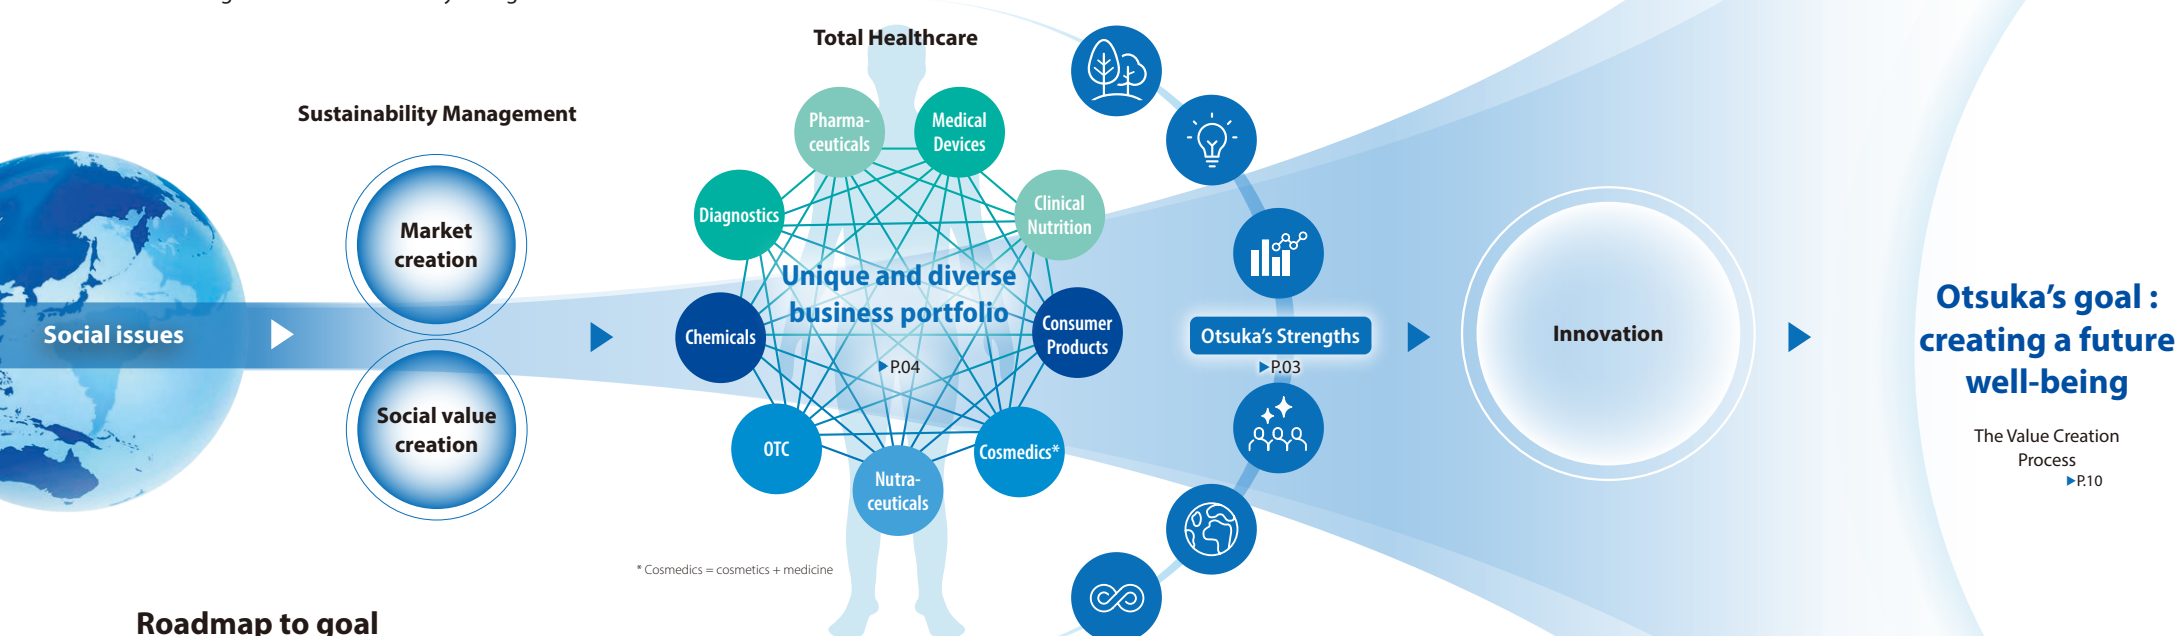 Total Healthcare
Sustainability Management
Pharma-
ceuticals
Medical
Devices
Diagnostics
Clinical
Nutrition
Market
creation
Unique and diverse
business portfolio
P.04
Social issues
Chemicals
Consumer
Products
Otsuka's Strengths
P.03
Innovation
Otsuka's goal :
creating a future
well-being
The Value Creation
Process
P.10
Social value
creation
OTC
Cosmedics*
Nutra-
ceuticals
* Cosmedics = cosmetics + medicine
Roadmap to goal